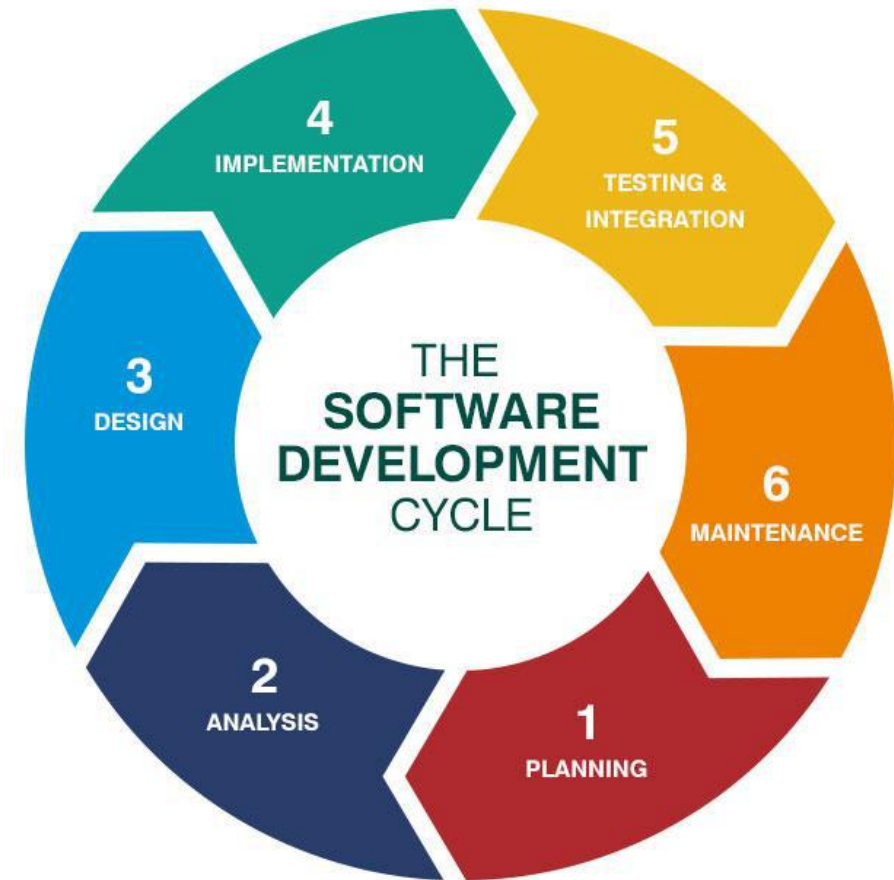 THE
SOFTWARE
DEVELOPMENT
CYCLE
1
PLANNING
2
ANALYSIS
3
DESIGN
4
IMPLEMENTATION
5
TESTING &
INTEGRATION
6
MAINTENANCE